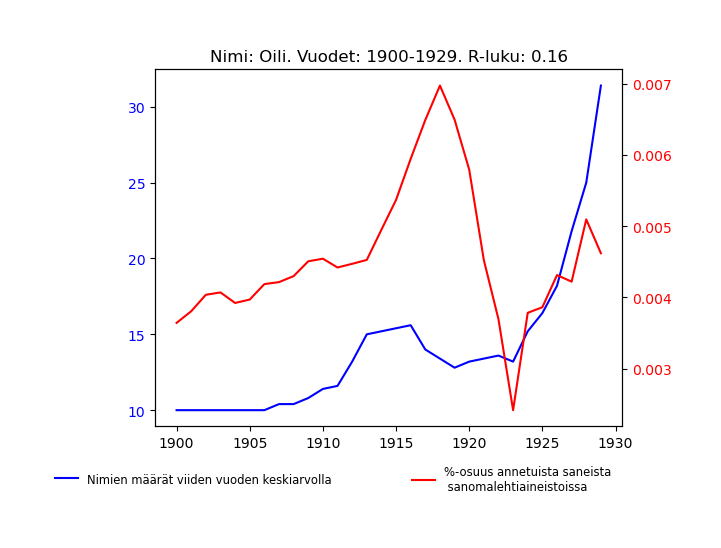 Nimi: Oili. Vuodet: 1900-1929. R-luku: 0.16
30
25
20
15
10
0.007
0.006
0.005
0.004
0.003
1900 1905 1910 1915 1920 1925 1930
Nimien määrät viiden vuoden keskiarvolla
%-osuus annetuista saneista
sanomalehtiaineistoissa